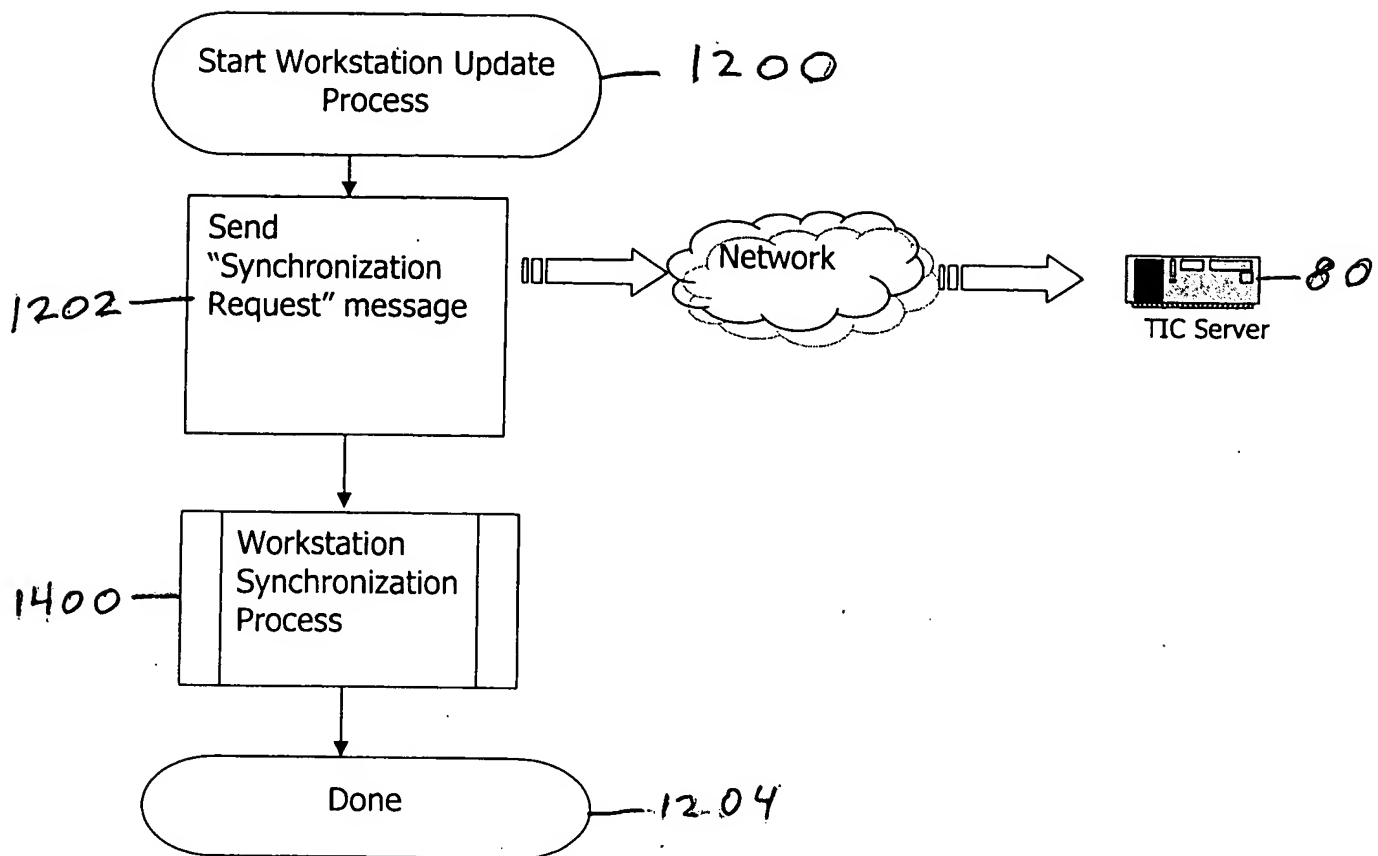 Start Workstation Update
Process
1200
Send
“Synchronization
Request” message
1202
Network
80
TIC Server
Workstation
Synchronization
Process
1400
Done
1204